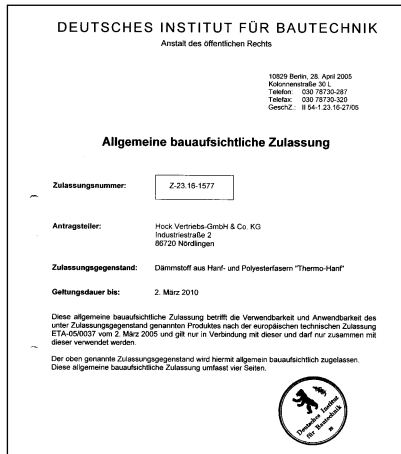 DEUTSCHES INSTITUT FÜR BAUTECHNIK
Anstalt des öffentlichen Rechts
10829 Berlin, 28. April 2005
Kolonnenstraße 30 L
Telefon: 030 78730-287
Telefax: 030 78730-320
GeschZ.: II 54-1.23.16-27/05
Allgemeine bauaufsichtliche Zulassung
Zulassungsnummer: Z-23.16-1577
Antragsteller: Hock Vertriebs-GmbH & Co. KG
Industriestraße 2
86720 Nördlingen
Zulassungsgegenstand: Dämmstoff aus Hanf- und Polyesterfasern "Thermo-Hanf"
Geltungsdauer bis: 2. März 2010
Diese allgemeine bauaufsichtliche Zulassung betrifft die Verwendbarkeit und Anwendbarkeit des
unter Zulassungsgegenstand genannten Produktes nach der europäischen technischen Zulassung
ETA-05/0037 vom 2. März 2005 und gilt nur in Verbindung mit dieser und darf nur zusammen mit
dieser verwendet werden.
Der oben genannte Zulassungsgegenstand wird hiermit allgemein bauaufsichtlich zugelassen.
Diese allgemeine bauaufsichtliche Zulassung umfasst vier Seiten.
Deutsches Institut
für Bautechnik